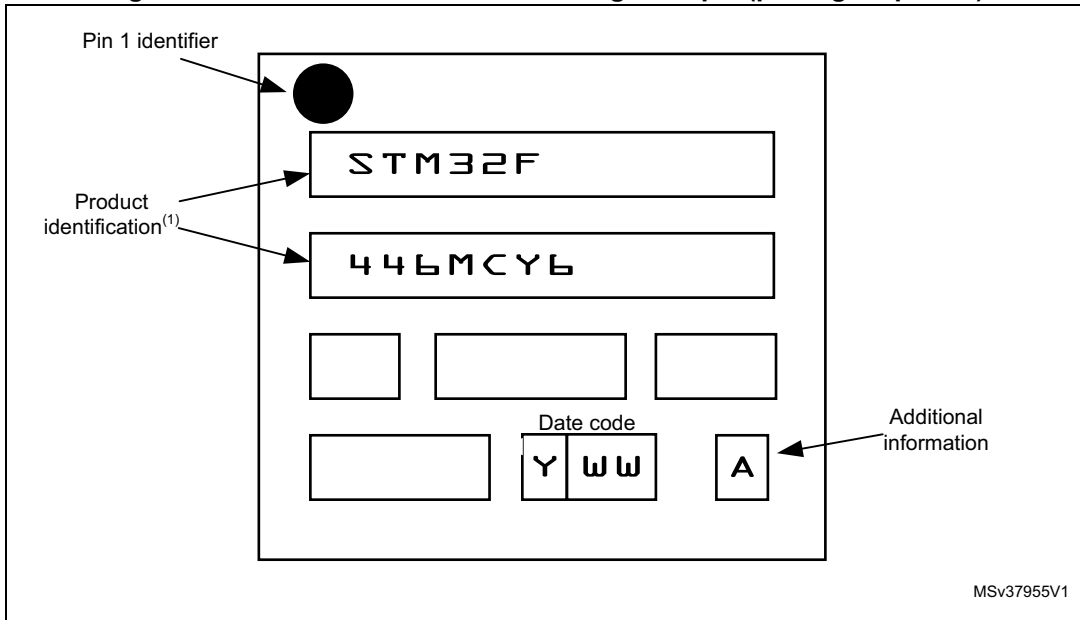 Pin 1 identifier
STM32F
Product
identification(1)
446MCY6
Date code
Y WW
A
Additional
information
MSv37955V1